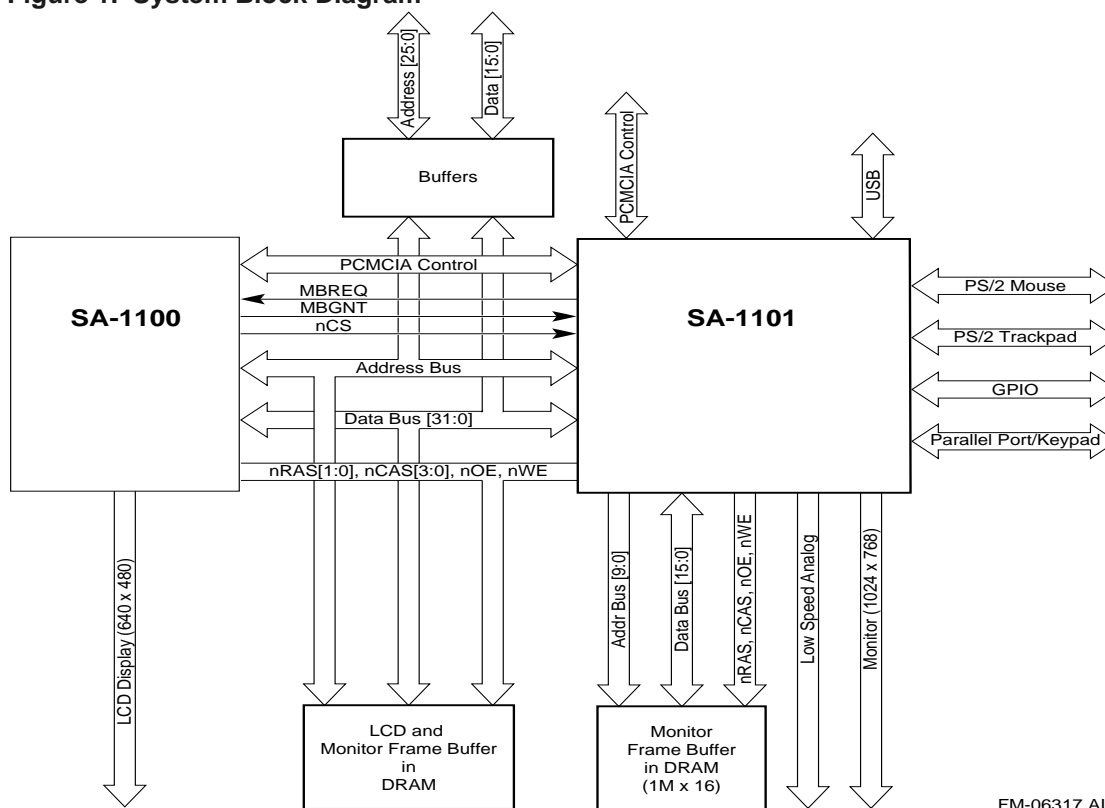 Figure 1. System Block Diagram
Address [25:0]
Data [15:0]
Buffers
PCMCIA Control
USB
SA-1100
PCMCIA Control
MBREQ
MBGNT
nCS
Address Bus
Data Bus [31:0]
nRAS[1:0], nCAS[3:0], nOE, nWE
SA-1101
PS/2 Mouse
PS/2 Trackpad
GPIO
Parallel Port/Keypad
LCD Display (640 x 480)
Addr Bus [9:0]
Data Bus [15:0]
nRAS, nCAS, nOE, nWE
Low Speed Analog
Monitor (1024 x 768)
LCD and
Monitor Frame Buffer
in
DRAM
Monitor
Frame Buffer
in DRAM
(1M x 16)